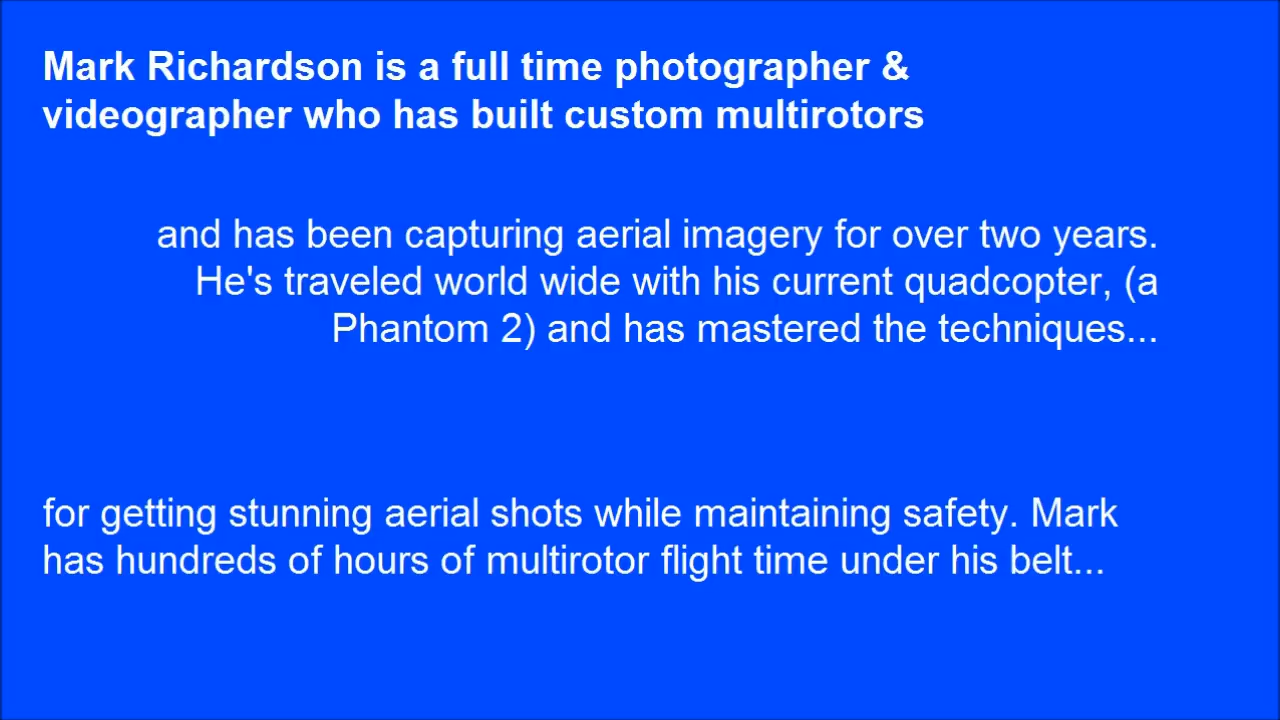 Mark Richardson is a full time photographer &
videographer who has built custom multirotors
and has been capturing aerial imagery for over two years.
He's traveled world wide with his current quadcopter, (a
Phantom 2) and has mastered the techniques...
for getting stunning aerial shots while maintaining safety. Mark
has hundreds of hours of multirotor flight time under his belt...